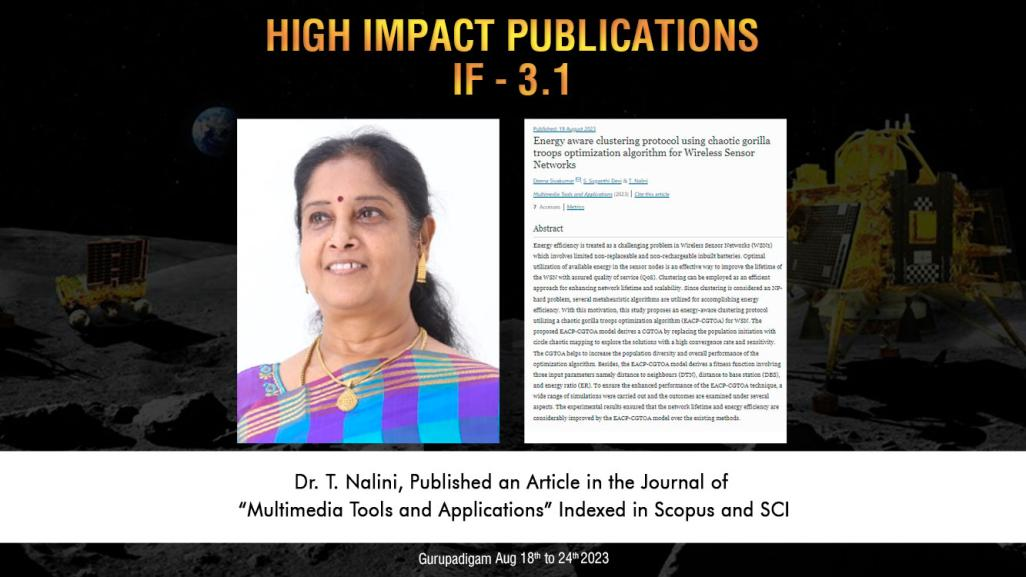 HIGH IMPACT PUBLICATIONS
IF - 3.1
Published: 19 August 2023
Energy aware clustering protocol using chaotic gorilla
troops optimization algorithm for Wireless Sensor
Networks
Deepa Sivakumar, S. Suganthi Devi & T. Nalini
Multimedia Tools and Applications (2023) | Cite this article
7 Accesses | Metrics
Abstract
Energy efficiency is treated as a challenging problem in Wireless Sensor Networks (WSNs)
which involves limited non-replaceable and non-rechargeable inbuilt batteries. Optimal
utilization of available energy in the sensor nodes is an effective way to improve the lifetime of
the WSN with assured quality of service (QoS). Clustering can be employed as an efficient
approach for enhancing network lifetime and scalability. Since clustering is considered an NP-
hard problem, several metaheuristic algorithms are utilized for accomplishing energy
efficiency. With this motivation, this study proposes an energy-aware clustering protocol
utilizing a chaotic gorilla troops optimization algorithm (EACP-CGTOA) for WSN. The
proposed EACP-CGTOA model derives a CGTOA by replacing the population initiation with
circle chaotic mapping to explore the solutions with a high convergence rate and sensitivity.
The CGTOA helps to increase the population diversity and overall performance of the
optimization algorithm. Besides, the EACP-CGTOA model derives a fitness function involving
three input parameters namely distance to neighbours (DTN), distance to base station (DBS),
and energy ratio (ER). To ensure the enhanced performance of the EACP-CGTOA technique, a
wide range of simulations were carried out and the outcomes are examined under several
aspects. The experimental results ensured that the network lifetime and energy efficiency are
considerably improved by the EACP-CGTOA model over the existing methods.
Dr. T. Nalini, Published an Article in the Journal of
“Multimedia Tools and Applications” Indexed in Scopus and SCI
Gurupadigam Aug 18th to 24th 2023